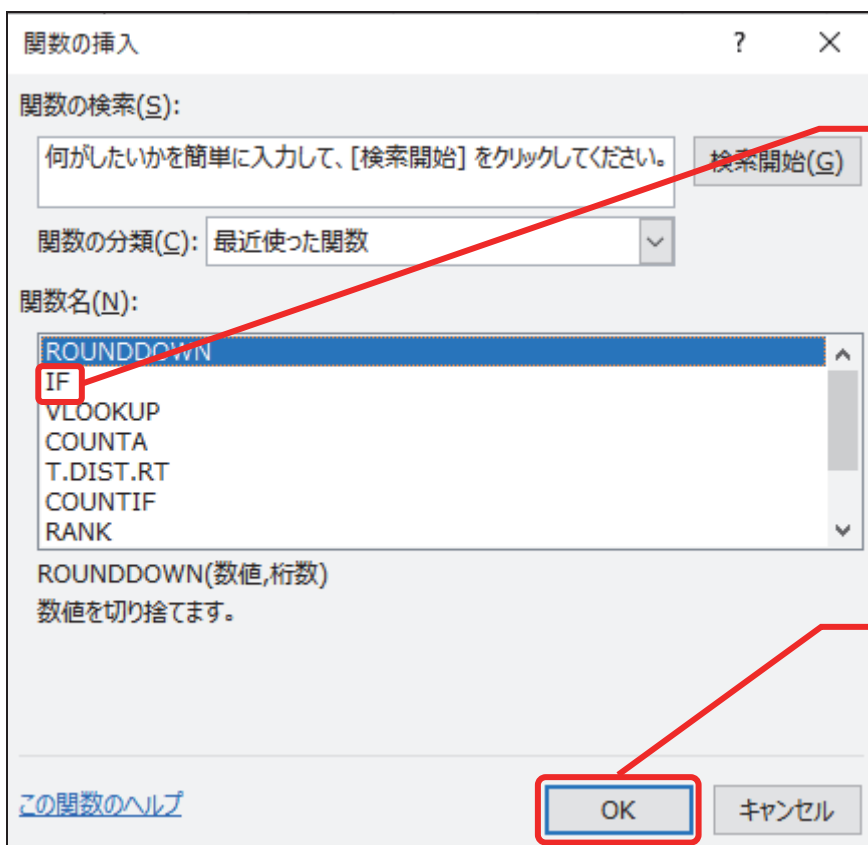 関数の挿入 ?
関数の検索(S):
何がしたいかを簡単に入力して、[検索開始] をクリックしてください。 検索開始(G)
関数の分類(C): 最近使った関数
関数名(N):
ROUNDDOWN
IF
VLOOKUP
COUNTA
T.DIST.RT
COUNTIF
RANK
ROUNDDOWN(数値,桁数)
数値を切り捨てます。
この関数のヘルプ OK キャンセル